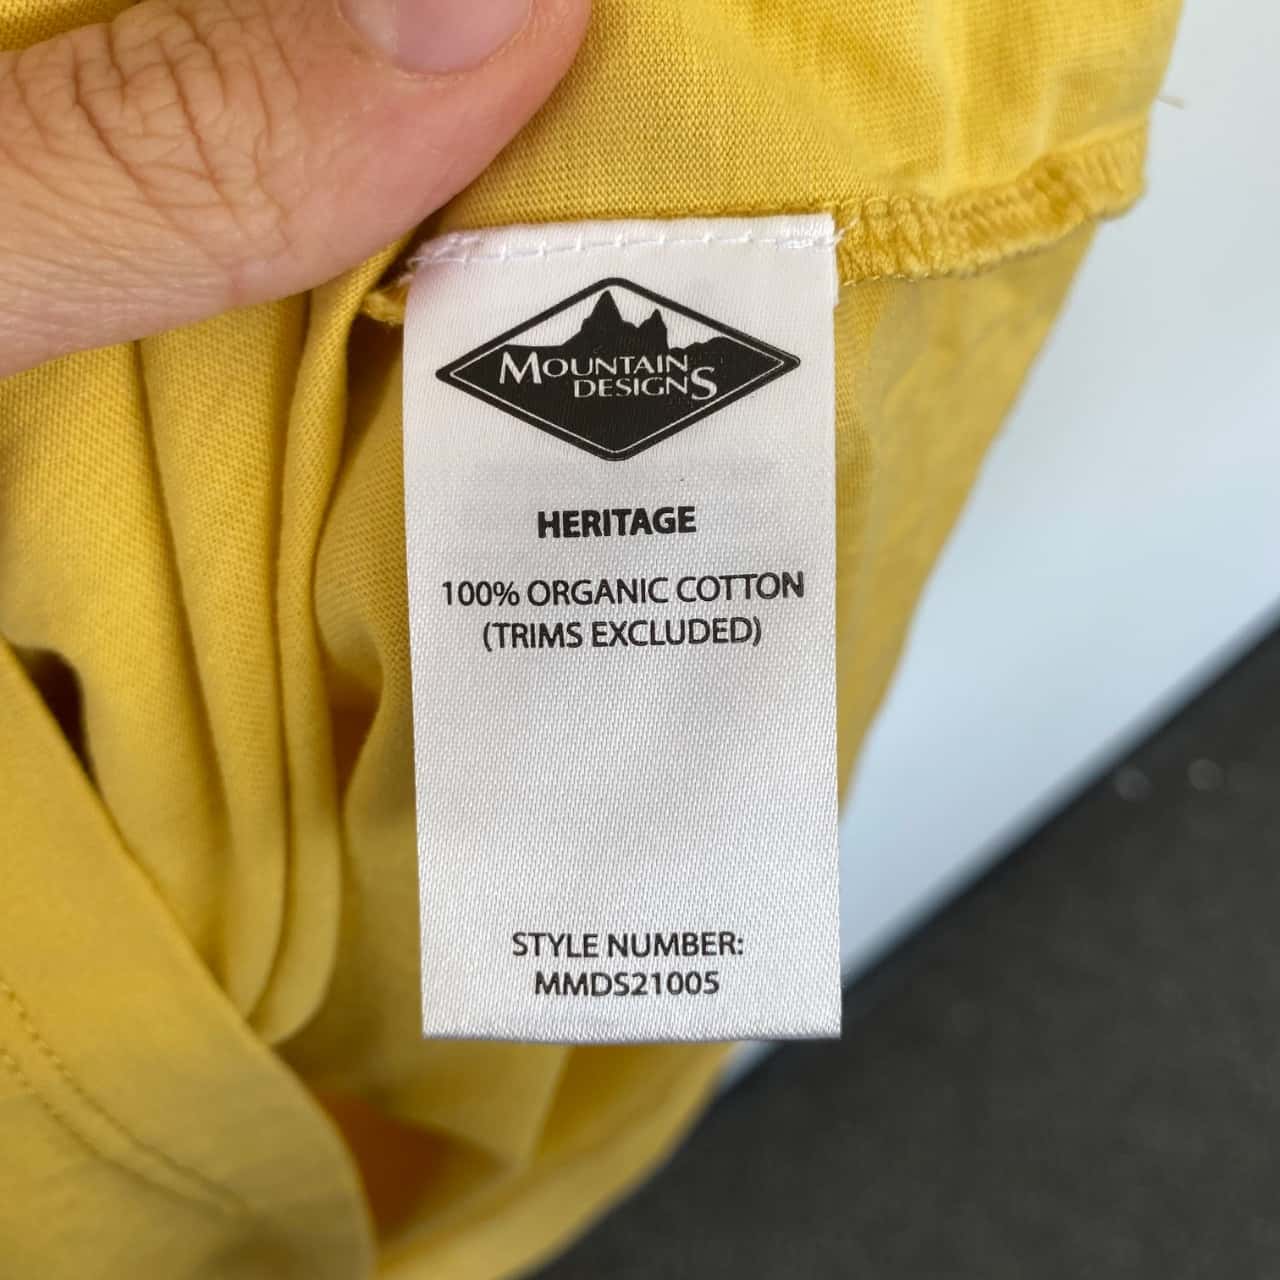 MOUNTAIN
DESIGNS
HERITAGE
100% ORGANIC COTTON
(TRIMS EXCLUDED)
STYLE NUMBER:
MMDS21005